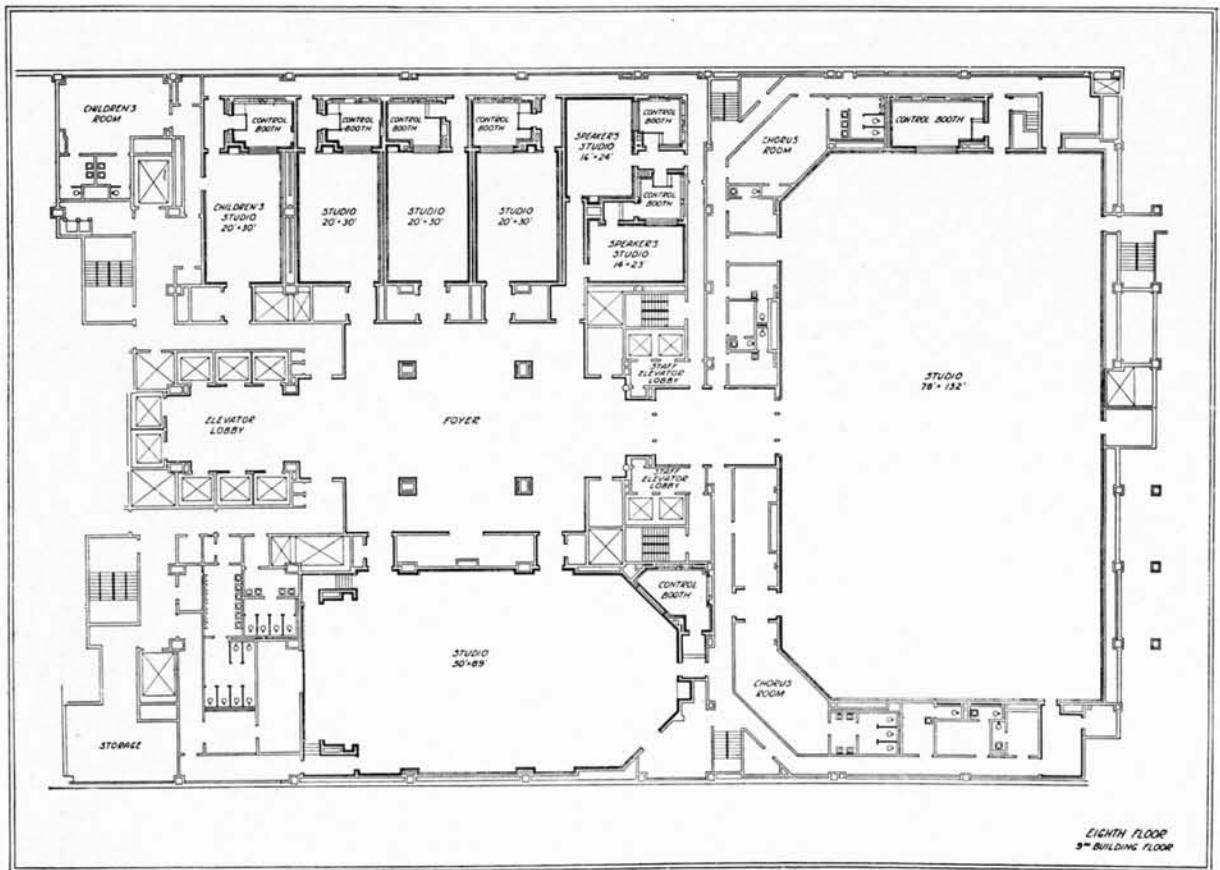 CHILDREN'S
ROOM
CONTROL
BOOTH
CONTROL
BOOTH
CONTROL
BOOTH
CONTROL
BOOTH
SPEAKER'S
STUDIO
16'×24'
CONTROL
BOOTH
CHORUS
ROOM
CONTROL BOOTH
CHILDREN'S
STUDIO
20'×30'
STUDIO
20'×30'
STUDIO
20'×30'
STUDIO
20'×30'
CONTROL
BOOTH
SPEAKER'S
STUDIO
14'×23'
ELEVATOR
LOBBY
FOYER
STAFF
ELEVATOR
LOBBY
STUDIO
78'×132'
STAFF
ELEVATOR
LOBBY
CONTROL
BOOTH
STUDIO
50'×89'
CHORUS
ROOM
STORAGE
EIGHTH FLOOR
9TH BUILDING FLOOR